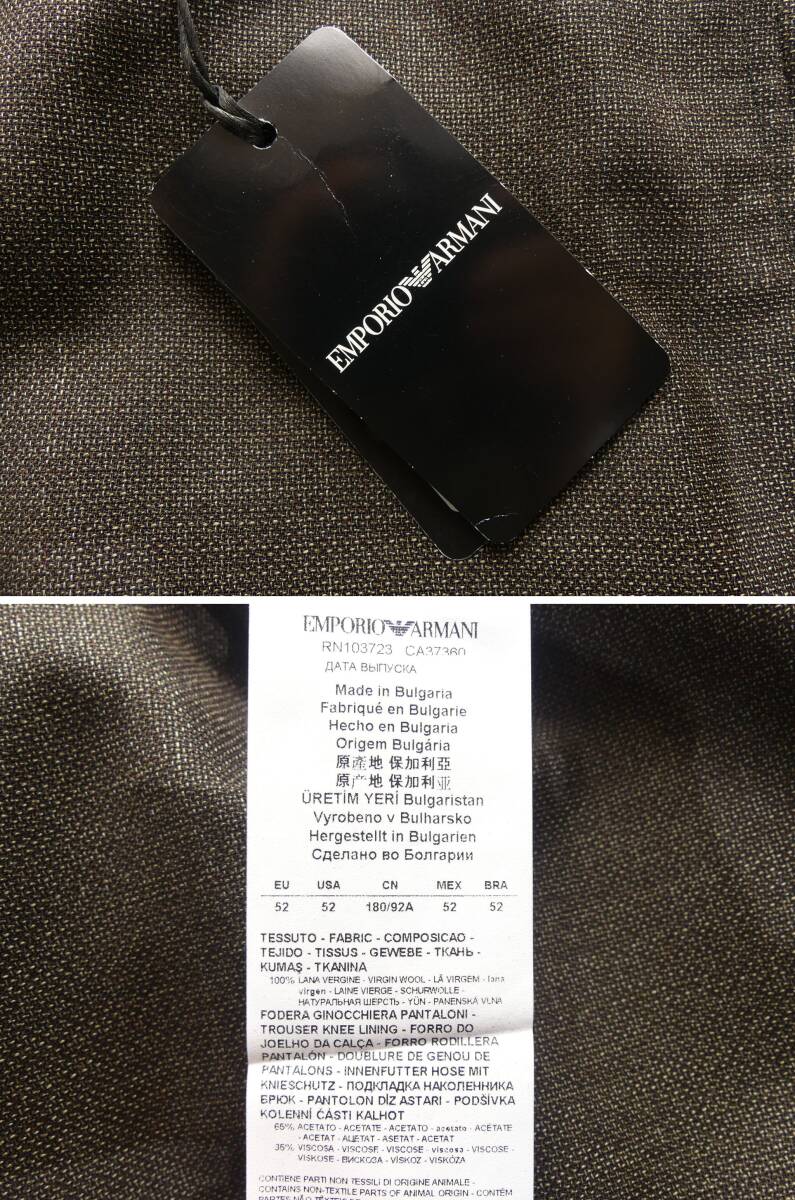 EMPORIO ARMANI
EMPORIO ARMANI
RN103723 CA37360
ДАТА ВЫПУСКА
Made in Bulgaria
Fabriqué en Bulgarie
Hecho en Bulgaria
Origem Bulgária
原產地 保加利亞
原产地 保加利亚
ÜRETİM YERİ Bulgaristan
Vyrobeno v Bulharsko
Hergestellt in Bulgarien
Сделано во Болгарии
EU USA CN MEX BRA
52 52 180/92A 52 52
TESSUTO - FABRIC - COMPOSICAO -
TEJIDO - TISSUS - GEWEBE - ТКАНЬ -
KUMAŞ - TKANINA
100% LANA VERGINE - VIRGIN WOOL - LÃ VIRGEM - lana
virgen - LAINE VIERGE - SCHURWOLLE -
НАТУРАЛЬНАЯ ШЕРСТЬ - YÜN - PANENSKÁ VLNA
FODERA GINOCCHIERA PANTALONI -
TROUSER KNEE LINING - FORRO DO
JOELHO DA CALÇA - FORRO RODILLERA
PANTALÓN - DOUBLURE DE GENOU DE
PANTALONS - INNENFUTTER HOSE MIT
KNIESCHUTZ - ПОДКЛАДКА НАКОЛЕННИКА
БРЮК - PANTOLON DİZ ASTARI - PODŠÍVKA
KOLENNÍ ČÁSTI KALHOT
65% ACETATO - ACETATE - ACETATO - acetato - ACÉTATE
- ACETAT - АЦЕТАТ - ASETAT - ACETÁT
35% VISCOSA - VISCOSE - VISCOSE - viscosa - VISCOSE -
VISKOSE - ВИСКОЗА - VİSKOZ - VISKÓZA
CONTIENE PARTI NON TESSILI DI ORIGINE ANIMALE -
CONTAINS NON-TEXTILE PARTS OF ANIMAL ORIGIN - CONTÉM